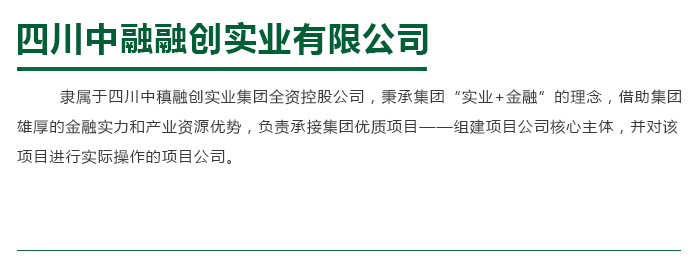 四川中融融创实业有限公司
隶属于四川中稹融创实业集团全资控股公司，秉承集团“实业+金融”的理念，借助集团
雄厚的金融实力和产业资源优势，负责承接集团优质项目——组建项目公司核心主体，并对该
项目进行实际操作的项目公司。